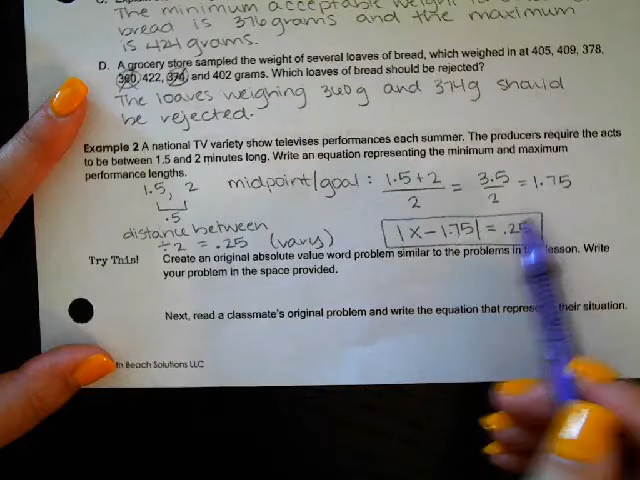 The minimum acceptable weight
bread is 376 grams and the maximum
is 424 grams.
D. A grocery store sampled the weight of several loaves of bread, which weighed in at 405, 409, 378,
360, 422, 374, and 402 grams. Which loaves of bread should be rejected?
The loaves weighing 360g and 374g should
be rejected.
Example 2 A national TV variety show televises performances each summer. The producers require the acts
to be between 1.5 and 2 minutes long. Write an equation representing the minimum and maximum
performance lengths.
1.5, 2 midpoint/goal: 1.5+2 / 2 = 3.5 / 2 = 1.75
.5
distance between
÷2 = .25 (vary)
|x - 1.75| = .25
Try This! Create an original absolute value word problem similar to the problems in lesson. Write
your problem in the space provided.
Next, read a classmate's original problem and write the equation that their situation.
Beach Solutions LLC